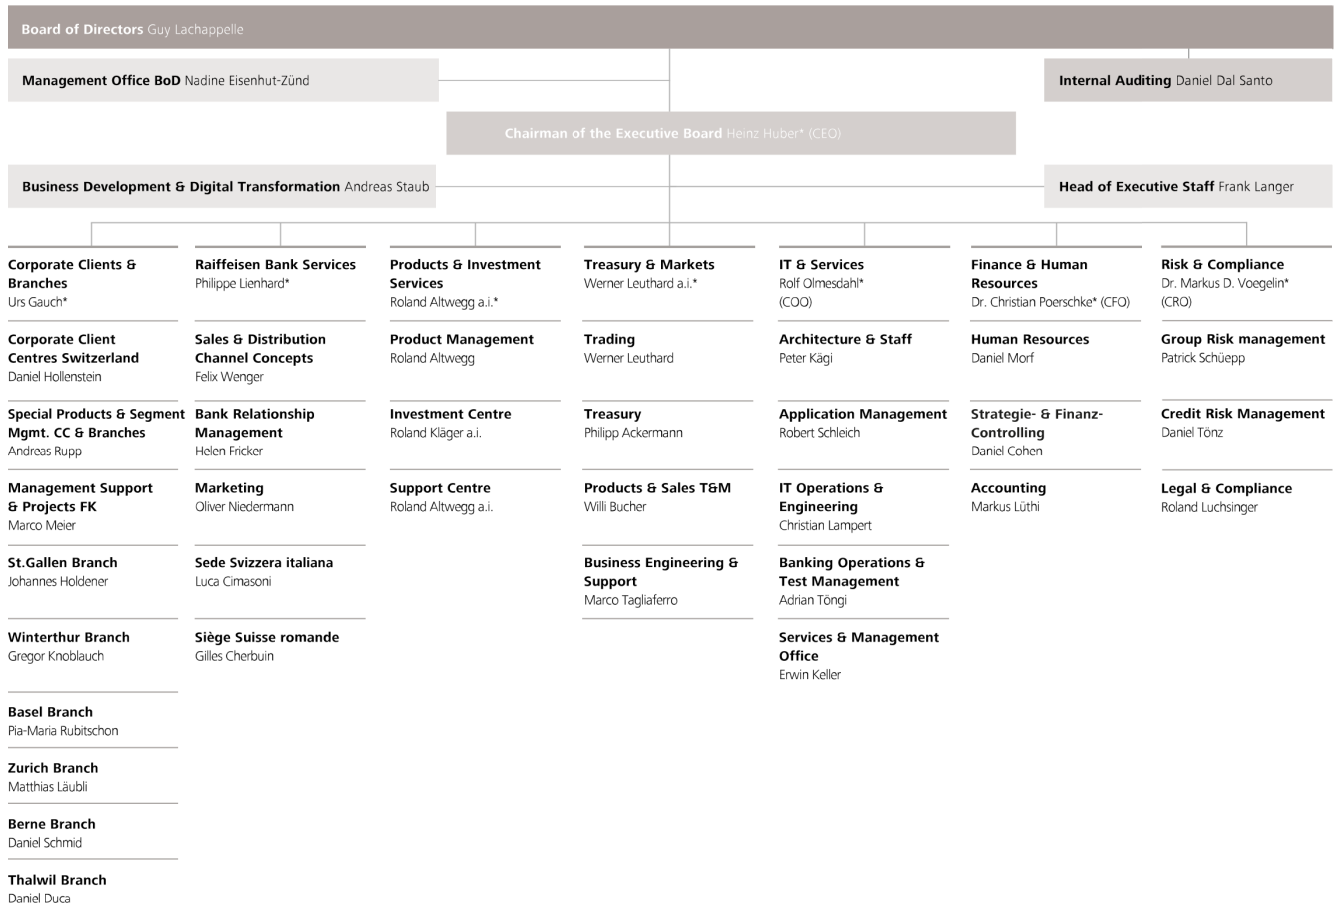 Board of Directors Guy Lachappelle
Management Office BoD Nadine Eisenhut-Zünd
Internal Auditing Daniel Dal Santo
Chairman of the Executive Board Heinz Huber* (CEO)
Business Development & Digital Transformation Andreas Staub
Head of Executive Staff Frank Langer
Corporate Clients &
Branches
Urs Gauch*
Corporate Client
Centres Switzerland
Daniel Hollenstein
Special Products & Segment
Mgmt. CC & Branches
Andreas Rupp
Management Support
& Projects FK
Marco Meier
St.Gallen Branch
Johannes Holdener
Winterthur Branch
Gregor Knoblauch
Basel Branch
Pia-Maria Rubitschon
Zurich Branch
Matthias Läubli
Berne Branch
Daniel Schmid
Thalwil Branch
Daniel Duca
Raiffeisen Bank Services
Philippe Lienhard*
Sales & Distribution
Channel Concepts
Felix Wenger
Bank Relationship
Management
Helen Fricker
Marketing
Oliver Niedermann
Sede Svizzera italiana
Luca Cimasoni
Siège Suisse romande
Gilles Cherbuin
Products & Investment
Services
Roland Altwegg a.i.*
Product Management
Roland Altwegg
Investment Centre
Roland Kläger a.i.
Support Centre
Roland Altwegg a.i.
Treasury & Markets
Werner Leuthard a.i.*
Trading
Werner Leuthard
Treasury
Philipp Ackermann
Products & Sales T&M
Willi Bucher
Business Engineering &
Support
Marco Tagliaferro
IT & Services
Rolf Olmesdahl*
(COO)
Architecture & Staff
Peter Kägi
Application Management
Robert Schleich
IT Operations &
Engineering
Christian Lampert
Banking Operations &
Test Management
Adrian Töngi
Services & Management
Office
Erwin Keller
Finance & Human
Resources
Dr. Christian Poerschke* (CFO)
Human Resources
Daniel Morf
Strategie- & Finanz-
Controlling
Daniel Cohen
Accounting
Markus Lüthi
Risk & Compliance
Dr. Markus D. Voegelin*
(CRO)
Group Risk management
Patrick Schüepp
Credit Risk Management
Daniel Tönz
Legal & Compliance
Roland Luchsinger